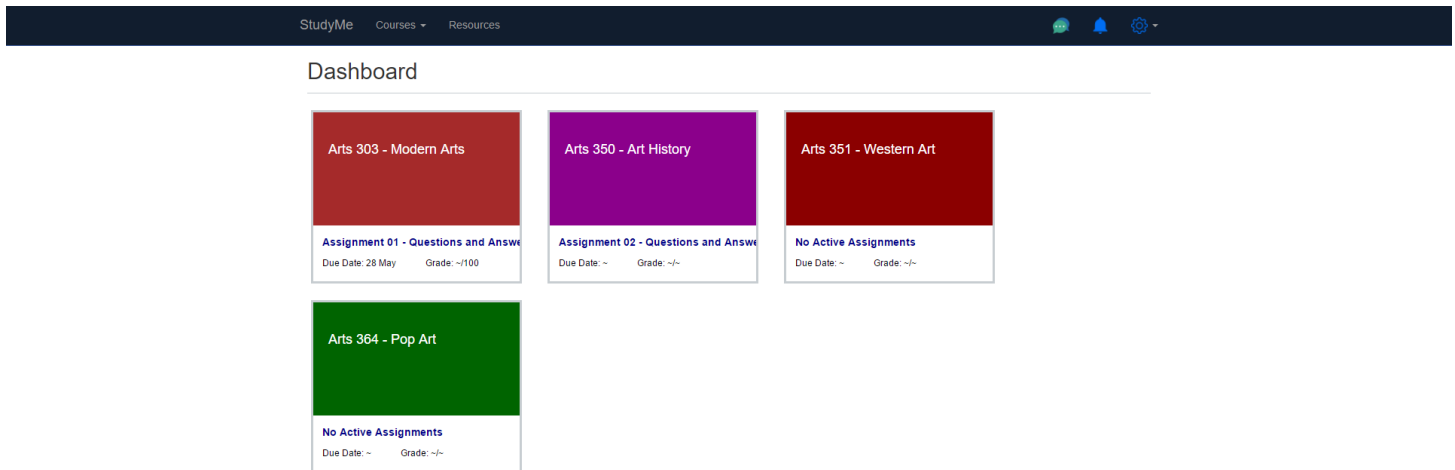 StudyMe Courses Resources
Dashboard
Arts 303 - Modern Arts
Assignment 01 - Questions and Answe
Due Date: 28 May Grade: ~/100
Arts 350 - Art History
Assignment 02 - Questions and Answe
Due Date: ~ Grade: ~/~
Arts 351 - Western Art
No Active Assignments
Due Date: ~ Grade: ~/~
Arts 364 - Pop Art
No Active Assignments
Due Date: ~ Grade: ~/~